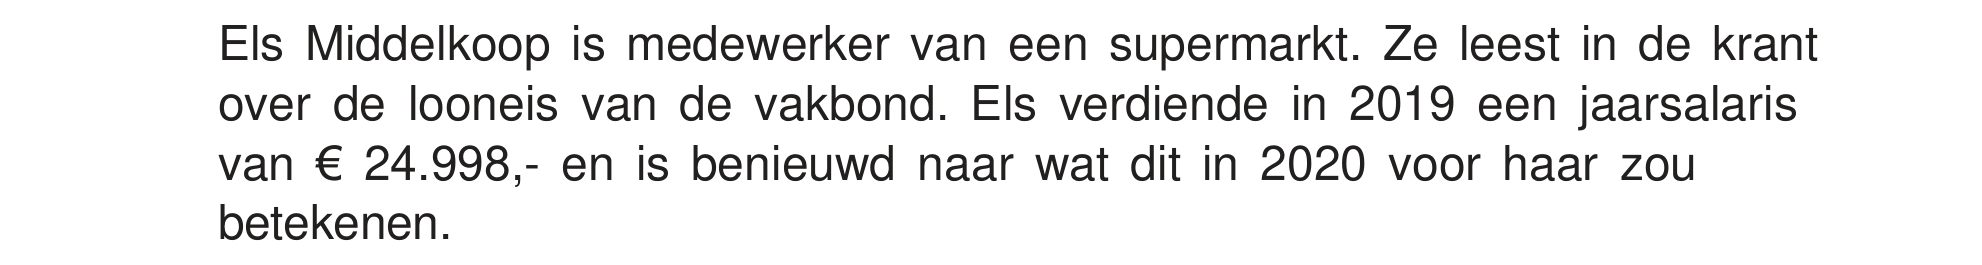 Els Middelkoop is medewerker van een supermarkt. Ze leest in de krant
over de looneis van de vakbond. Els verdiende in 2019 een jaarsalaris
van € 24.998,- en is benieuwd naar wat dit in 2020 voor haar zou
betekenen.